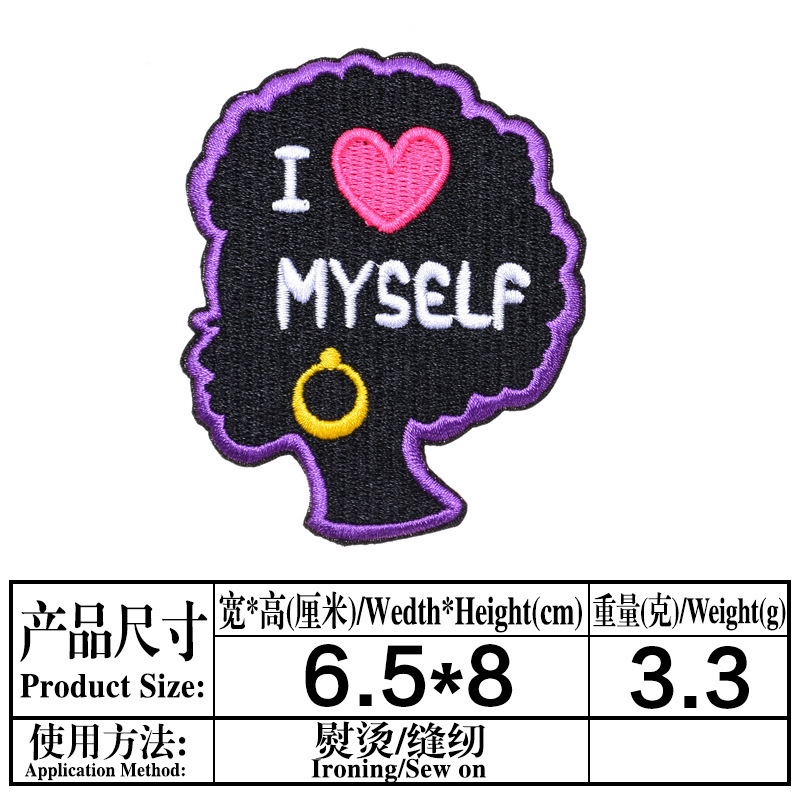 I
MYSELF
产品尺寸
Product Size:
宽*高(厘米)/Wedth*Height(cm)
重量(克)/Weight(g)
6.5*8
3.3
使用方法:
Application Method:
熨烫/缝纫
Ironing/Sew on